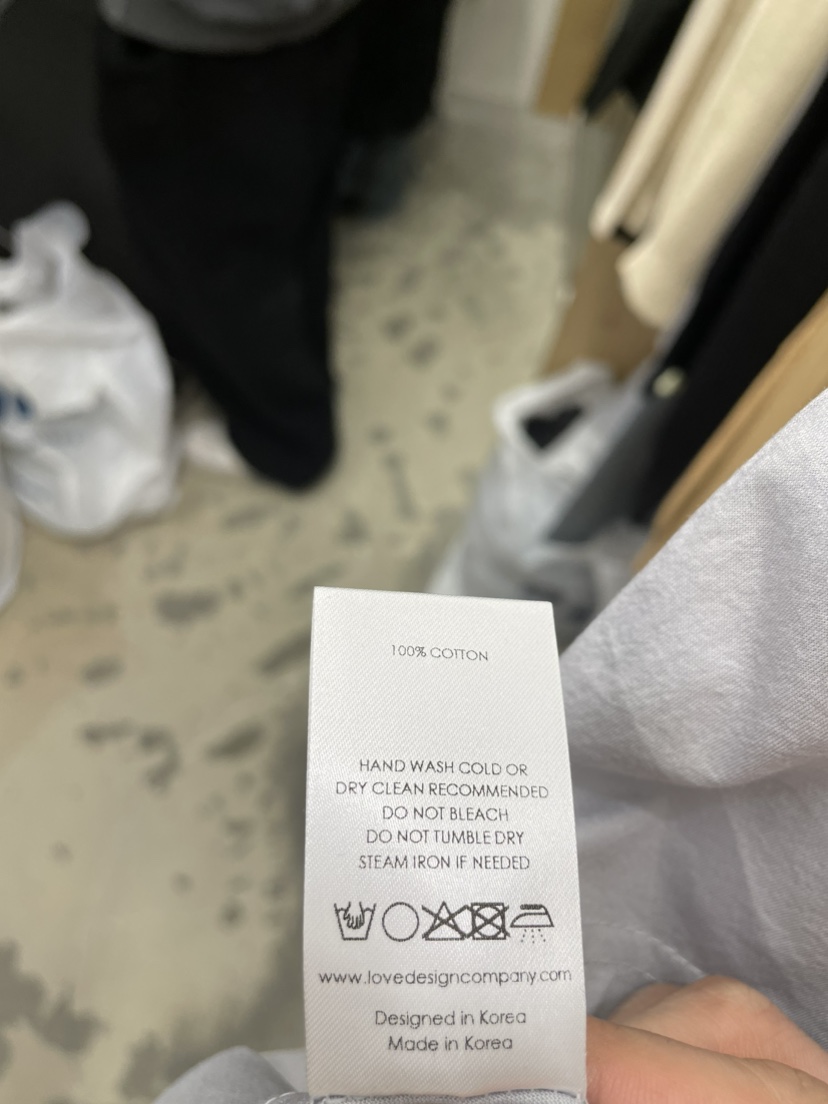 100% COTTON
HAND WASH COLD OR
DRY CLEAN RECOMMENDED
DO NOT BLEACH
DO NOT TUMBLE DRY
STEAM IRON IF NEEDED
www.lovedesigncompany.com
Designed in Korea
Made in Korea